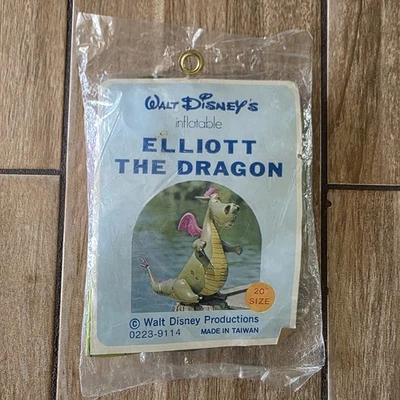 WALT DISNEY'S
inflatable
ELLIOTT
THE DRAGON
20"
SIZE
© Walt Disney Productions
0223-9114 MADE IN TAIWAN